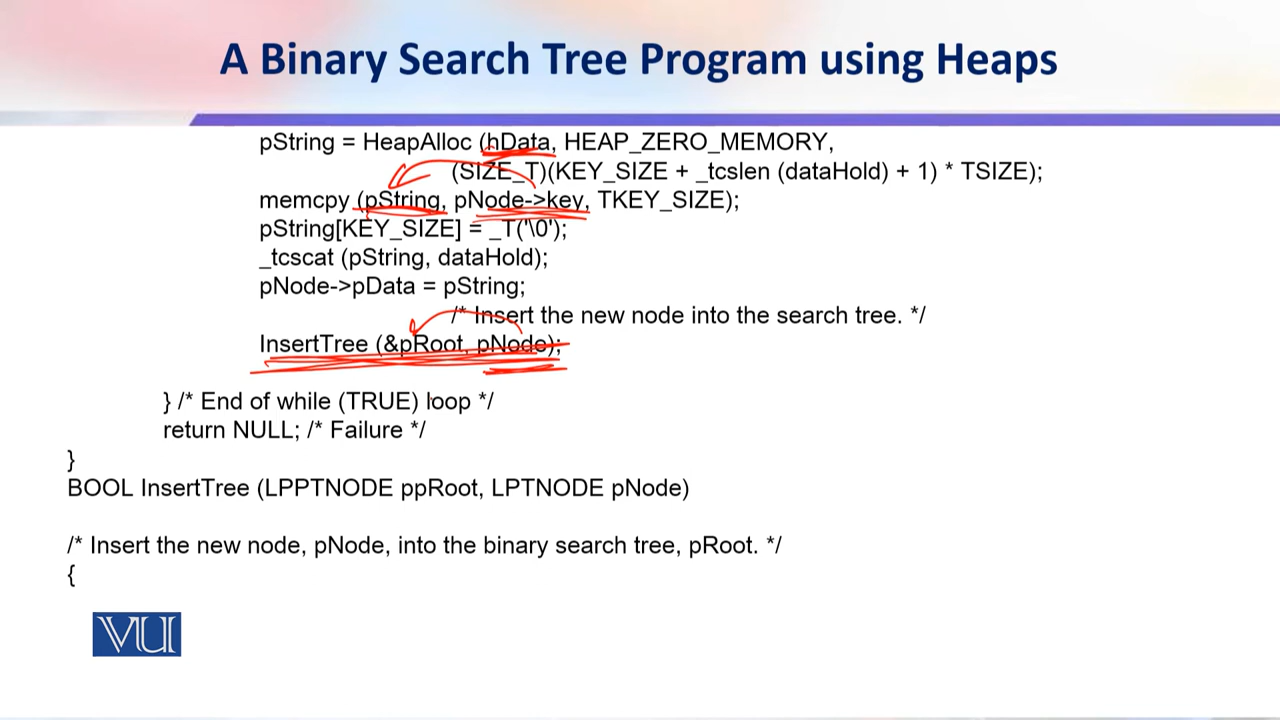 A Binary Search Tree Program using Heaps
pString = HeapAlloc (hData, HEAP_ZERO_MEMORY,
(SIZE_T)(KEY_SIZE + _tcslen (dataHold) + 1) * TSIZE);
memcpy (pString, pNode->key, TKEY_SIZE);
pString[KEY_SIZE] = _T('\0');
_tcscat (pString, dataHold);
pNode->pData = pString;
/* Insert the new node into the search tree. */
InsertTree (&pRoot, pNode);
} /* End of while (TRUE) loop */
return NULL; /* Failure */
}
BOOL InsertTree (LPPTNODE ppRoot, LPTNODE pNode)
/* Insert the new node, pNode, into the binary search tree, pRoot. */
{
VU